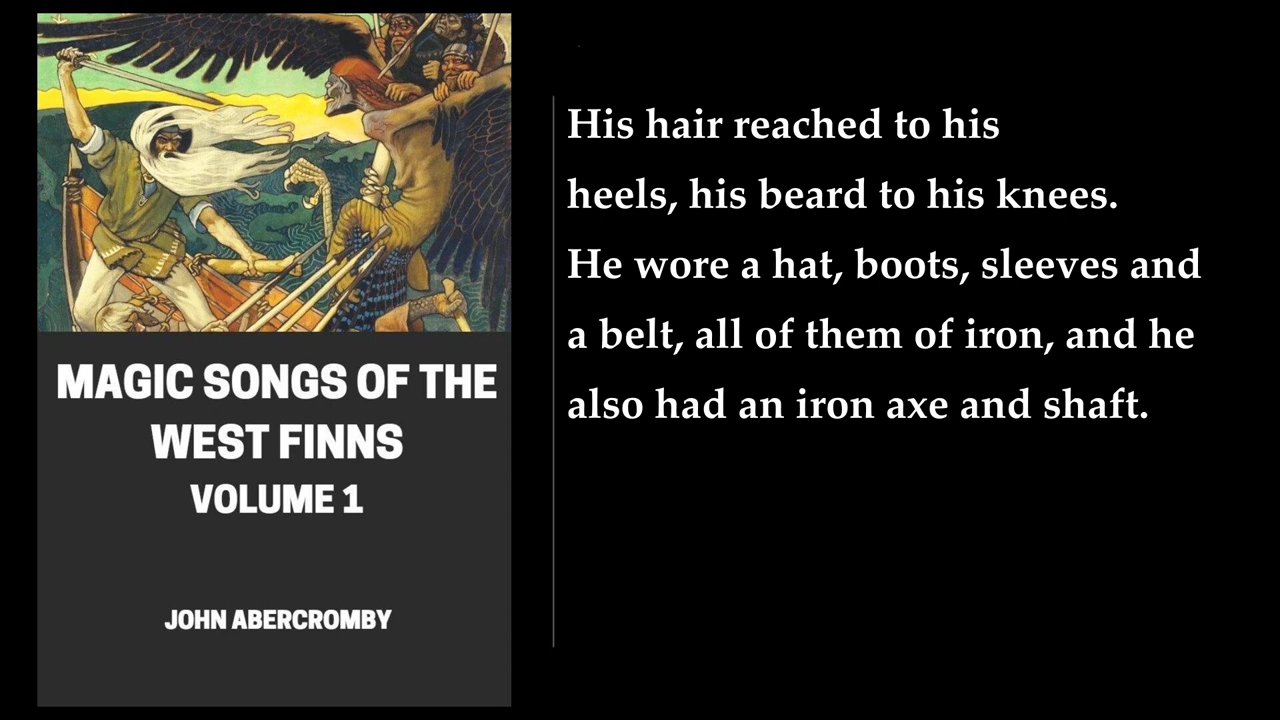 MAGIC SONGS OF THE
WEST FINNS
VOLUME 1
JOHN ABERCROMBY
His hair reached to his
heels, his beard to his knees.
He wore a hat, boots, sleeves and
a belt, all of them of iron, and he
also had an iron axe and shaft.